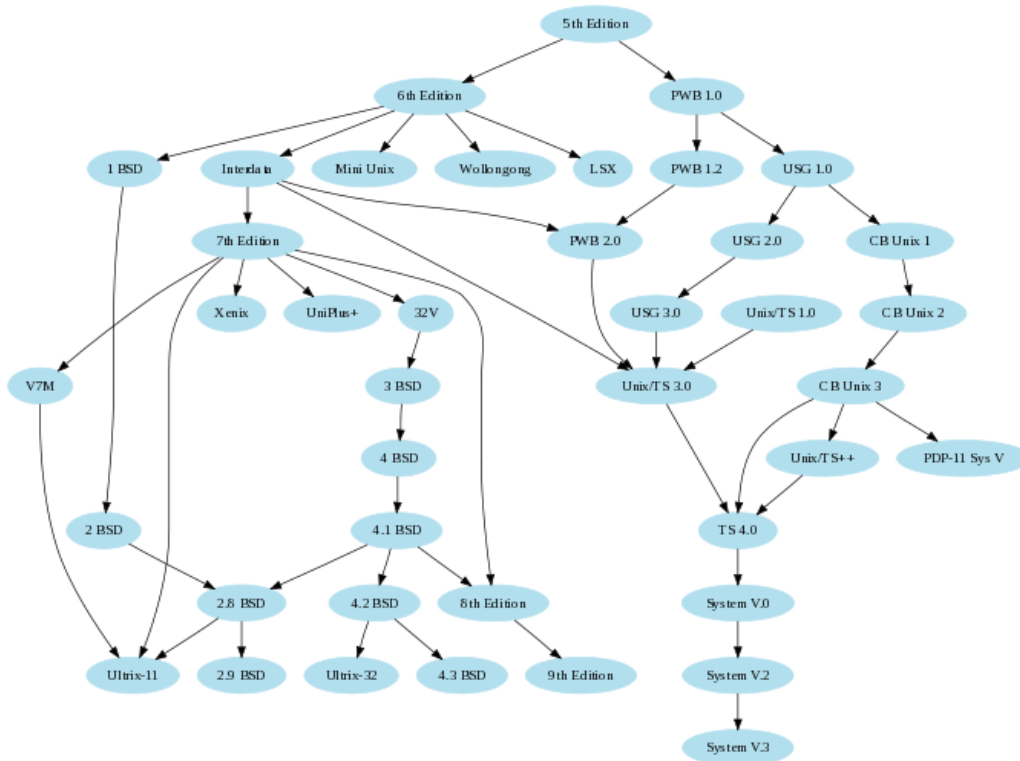 5th Edition
6th Edition
PWB 1.0
1 BSD
Interdata
Mini Unix
Wollongong
LSX
PWB 1.2
USG 1.0
7th Edition
PWB 2.0
USG 2.0
CB Unix 1
Xenix
UniPlus+
32V
USG 3.0
Unix/TS 1.0
CB Unix 2
V7M
3 BSD
Unix/TS 3.0
CB Unix 3
4 BSD
Unix/TS++
PDP-11 Sys V
2 BSD
4.1 BSD
TS 4.0
2.8 BSD
4.2 BSD
8th Edition
System V.0
Ultrix-11
2.9 BSD
Ultrix-32
4.3 BSD
9th Edition
System V.2
System V.3